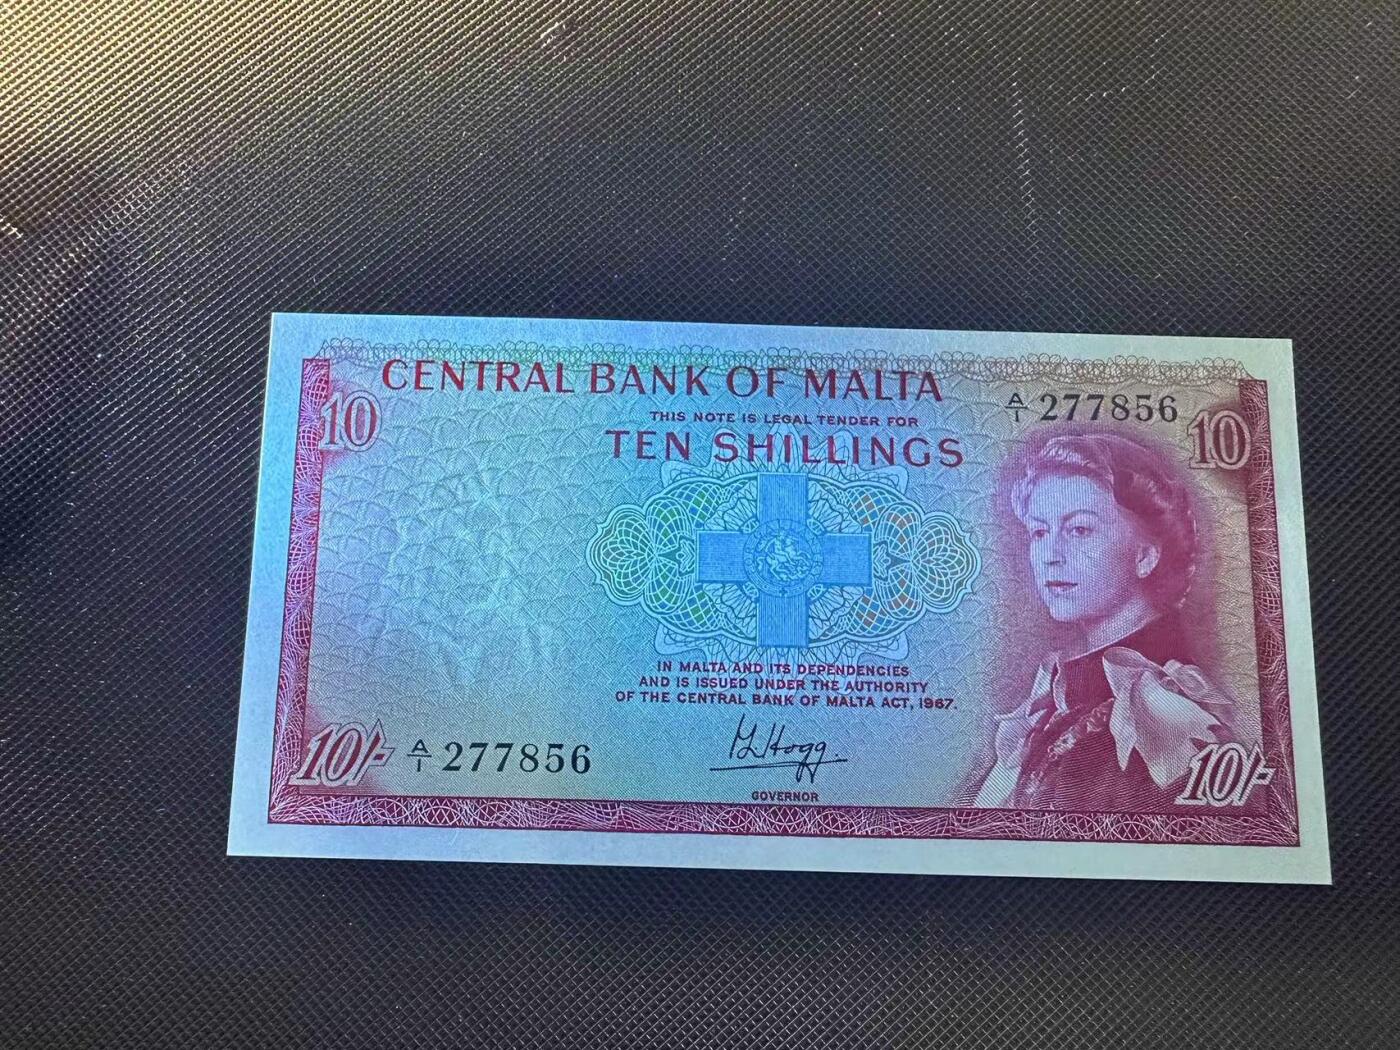 CENTRAL BANK OF MALTA
10
THIS NOTE IS LEGAL TENDER FOR
A/1 277856
10
TEN SHILLINGS
IN MALTA AND ITS DEPENDENCIES
AND IS ISSUED UNDER THE AUTHORITY
OF THE CENTRAL BANK OF MALTA ACT, 1967.
10/- A/1 277856
P L Hogg.
10/-
GOVERNOR